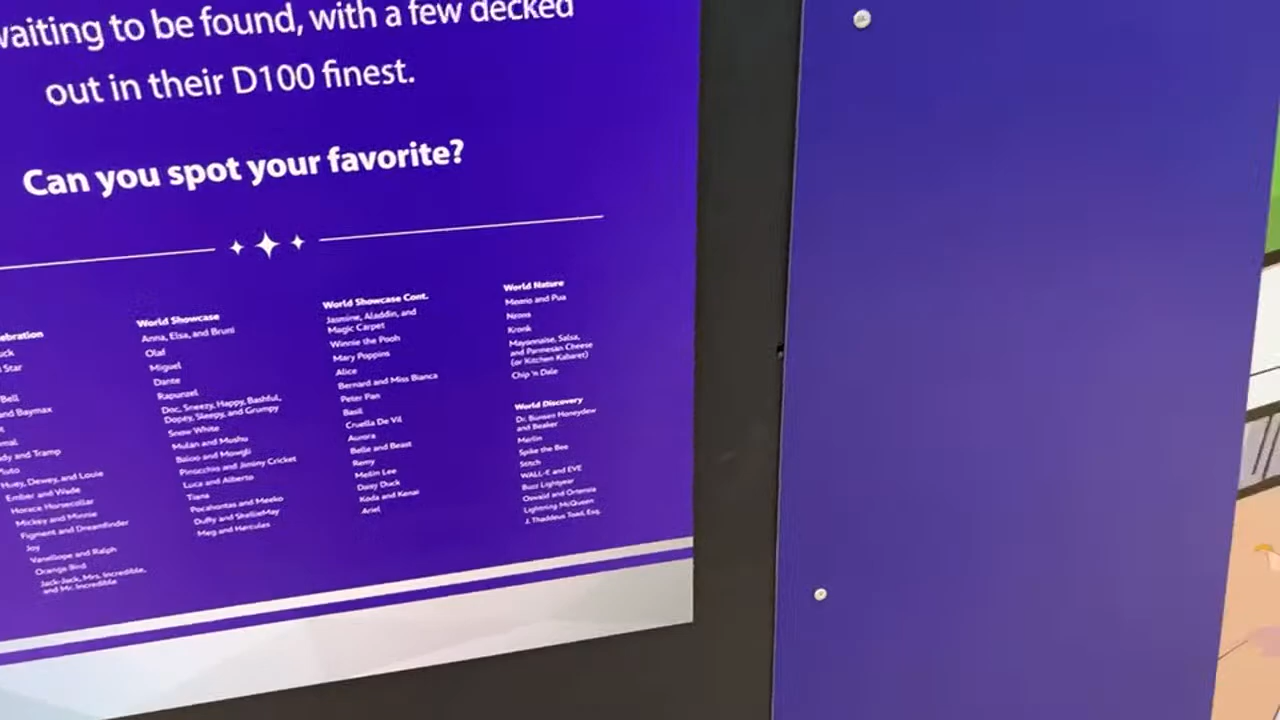 waiting to be found, with a few decked
out in their D100 finest.
Can you spot your favorite?
Star
Bell
and Baymax
and Tramp
Huey, Dewey, and Louie
Ember and Wade
Horace Horsecollar
Mickey and Minnie
Figment and Dreamfinder
Joy
Vanellope and Ralph
Orange Bird
Jack-Jack, Mrs. Incredible,
and Mr. Incredible
World Showcase
Anna, Elsa, and Bruni
Olaf
Miguel
Dante
Rapunzel
Doc, Sneezy, Happy, Bashful,
Dopey, Sleepy, and Grumpy
Snow White
Mulan and Mushu
Baloo and Mowgli
Pinocchio and Jiminy Cricket
Luca and Alberto
Tiana
Pocahontas and Meeko
Duffy and ShellieMay
Meg and Hercules
World Showcase Cont.
Jasmine, Aladdin, and
Magic Carpet
Winnie the Pooh
Mary Poppins
Alice
Bernard and Miss Bianca
Peter Pan
Basil
Cruella De Vil
Aurora
Belle and Beast
Remy
Meilin Lee
Daisy Duck
Koda and Kenai
Ariel
World Nature
and Pua
Kronk
Mayonnaise, Salsa,
and Parmesan Cheese
(or Kitchen Kabaret)
Chip 'n Dale
World Discovery
Dr. Bunsen Honeydew
and Beaker
Merlin
Spike the Bee
Stitch
WALL-E and EVE
Buzz Lightyear
Oswald and Ortensia
Lightning McQueen
J. Thaddeus Toad, Esq.